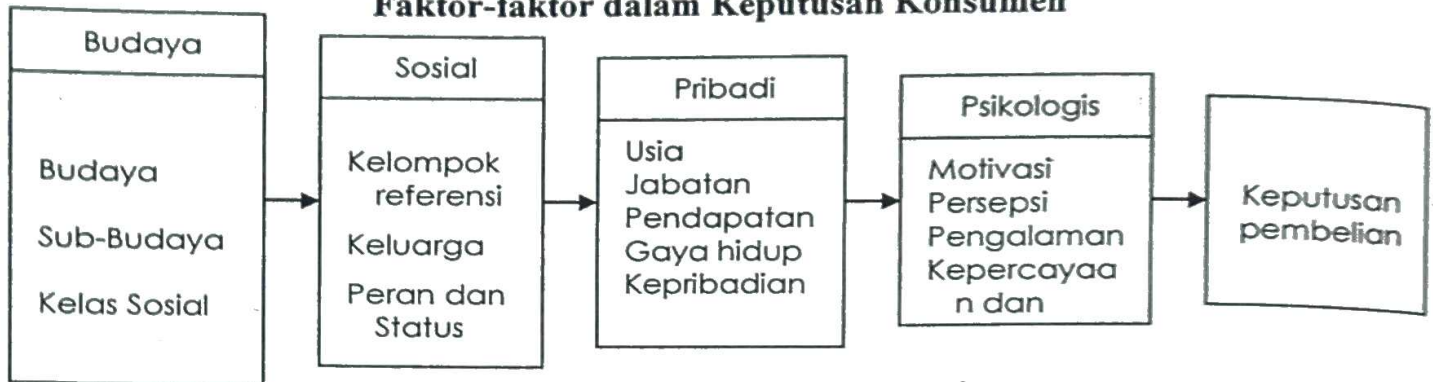 Faktor-faktor dalam Keputusan Konsumen
Budaya
Budaya
Sub-Budaya
Kelas Sosial
Sosial
Kelompok
referensi
Keluarga
Peran dan
Status
Pribadi
Usia
Jabatan
Pendapatan
Gaya hidup
Kepribadian
Psikologis
Motivasi
Persepsi
Pengalaman
Kepercayaa
n dan
Keputusan
pembelian